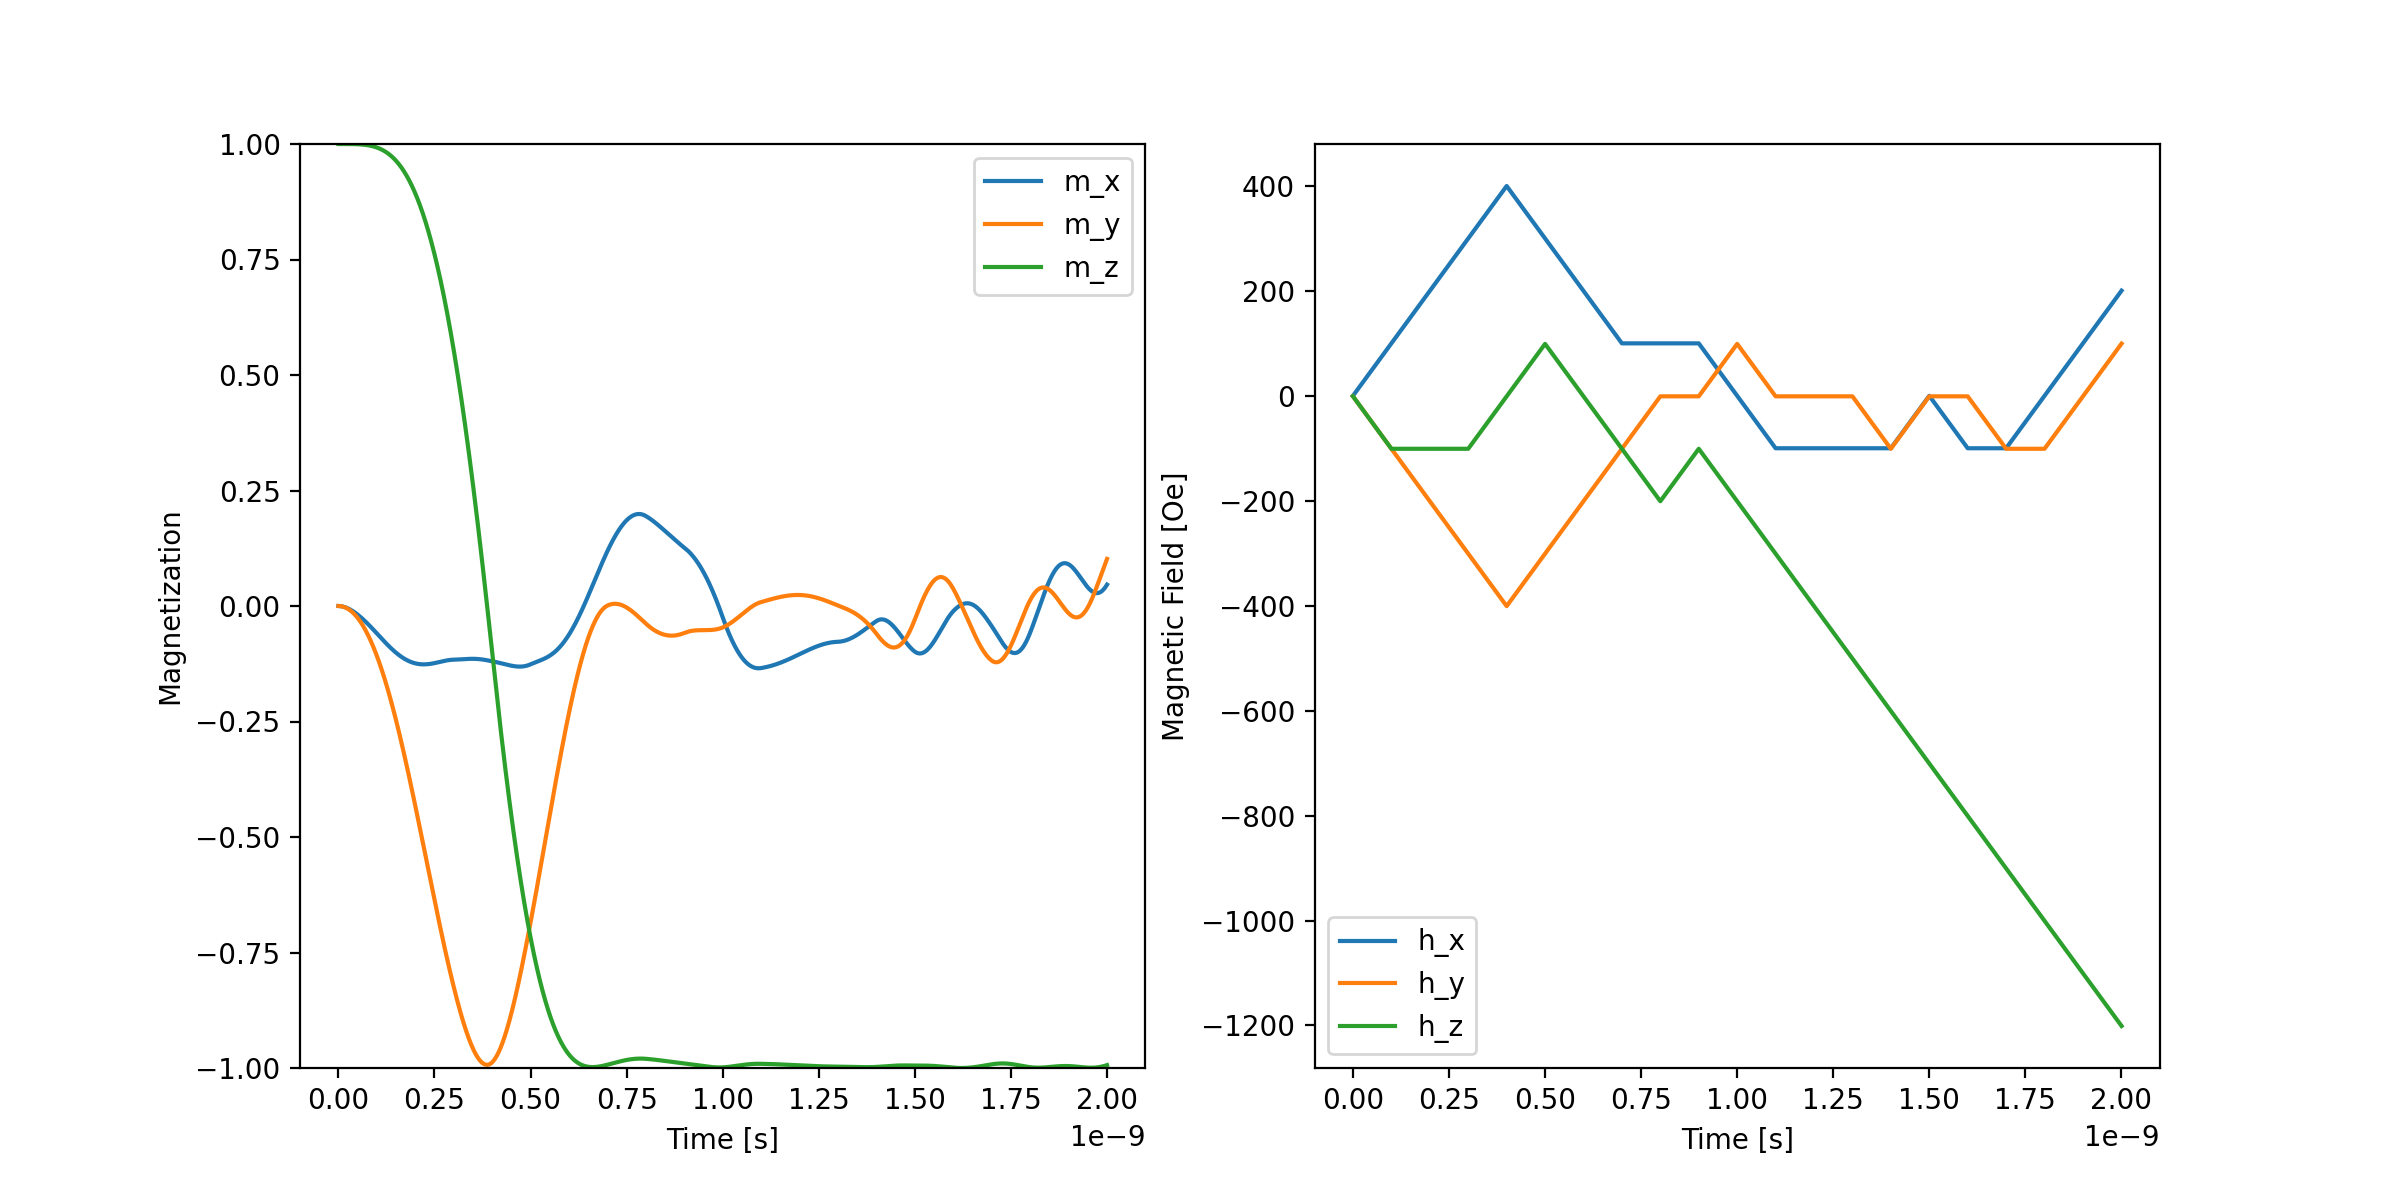 Magnetization
1.00
0.75
0.50
0.25
0.00
−0.25
−0.50
−0.75
−1.00
m_x
m_y
m_z
0.00 0.25 0.50 0.75 1.00 1.25 1.50 1.75 2.00
Time [s]
1e−9
Magnetic Field [Oe]
400
200
0
−200
−400
−600
−800
−1000
−1200
h_x
h_y
h_z
0.00 0.25 0.50 0.75 1.00 1.25 1.50 1.75 2.00
Time [s]
1e−9